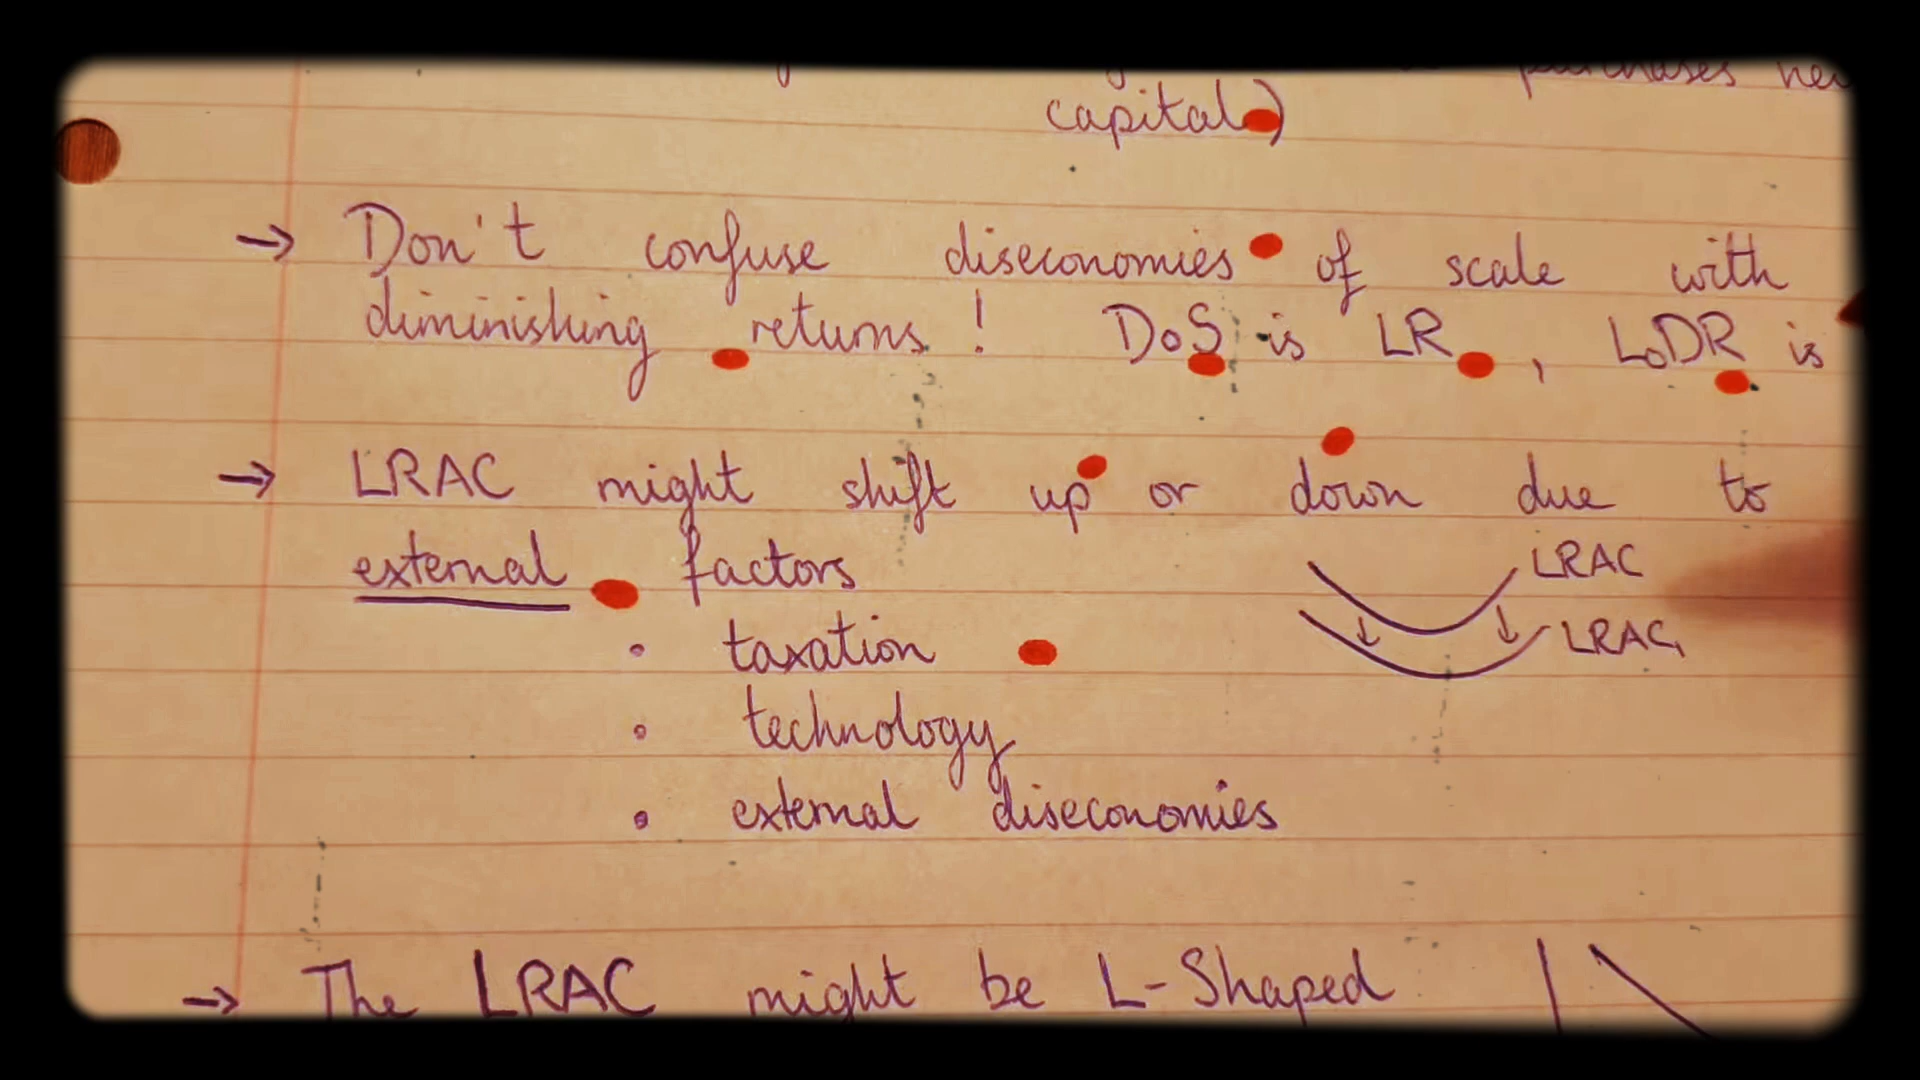 purchases
capital)
→ Don't confuse diseconomies of scale with
diminishing returns! DoS is LR, LoDR is
→ LRAC might shift up or down due to
external factors
LRAC
• taxation
LRAC₁
• technology
• external diseconomies
→ The LRAC might be L-Shaped